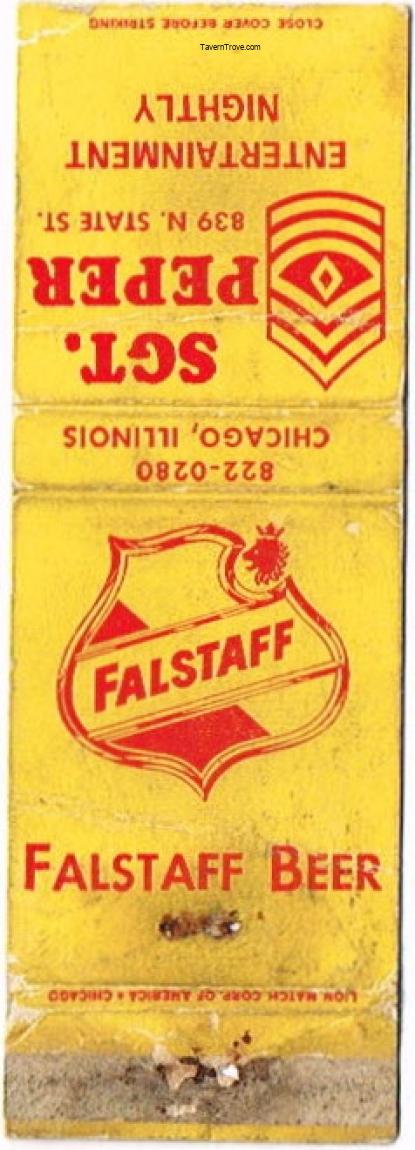 CLOSE COVER BEFORE STRIKING
TavernTrove.com
SGT.
PEPER
839 N. STATE ST.
ENTERTAINMENT
NIGHTLY
822-0280
CHICAGO, ILLINOIS
FALSTAFF
FALSTAFF BEER
LION MATCH CORP. OF AMERICA • CHICAGO